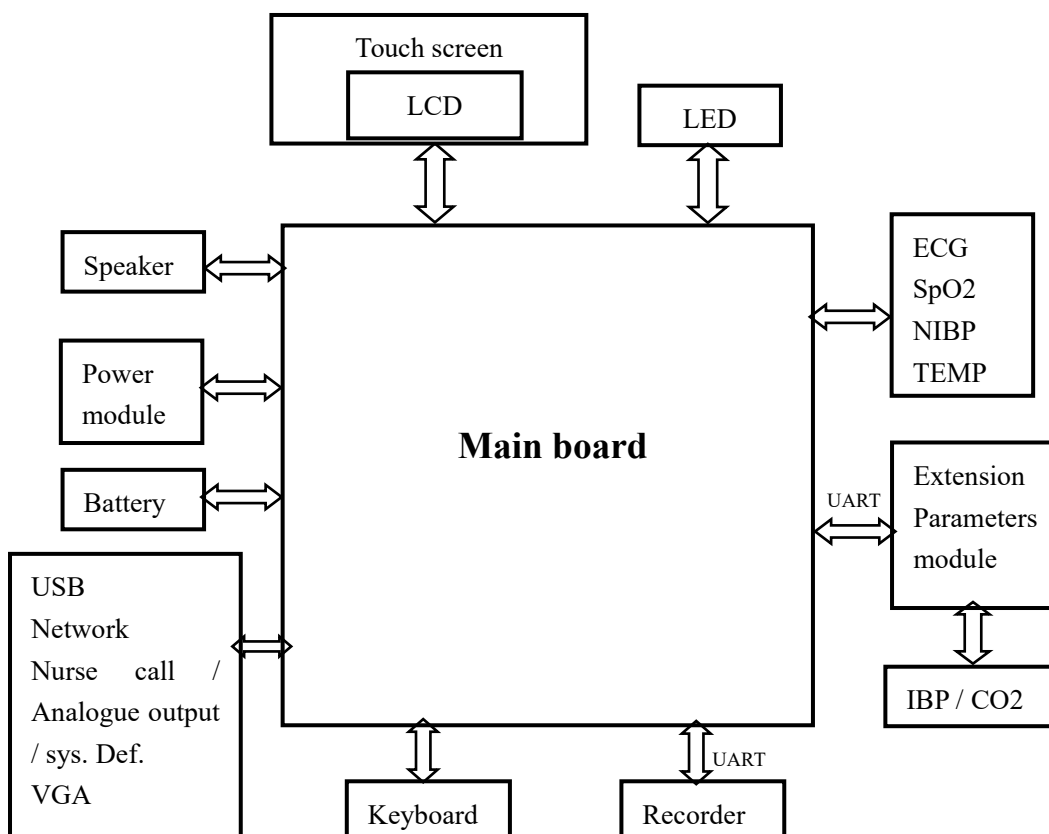 Touch screen
LCD
LED
Speaker
ECG
SpO2
NIBP
TEMP
Power
module
Main board
Battery
UART
Extension
Parameters
module
USB
Network
Nurse call /
Analogue output
/ sys. Def.
VGA
IBP / CO2
UART
Keyboard
Recorder